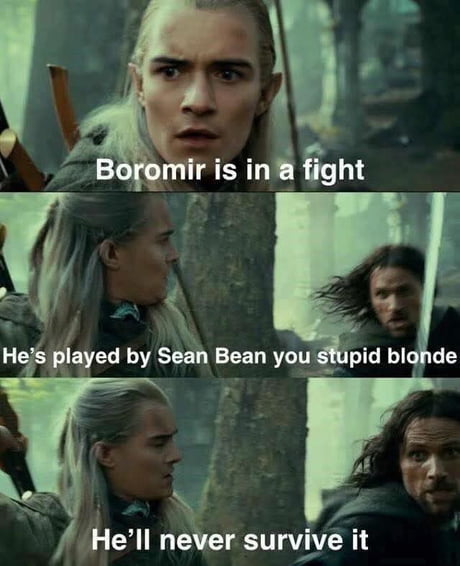 Boromir is in a fight
He's played by Sean Bean you stupid blonde
He'll never survive it